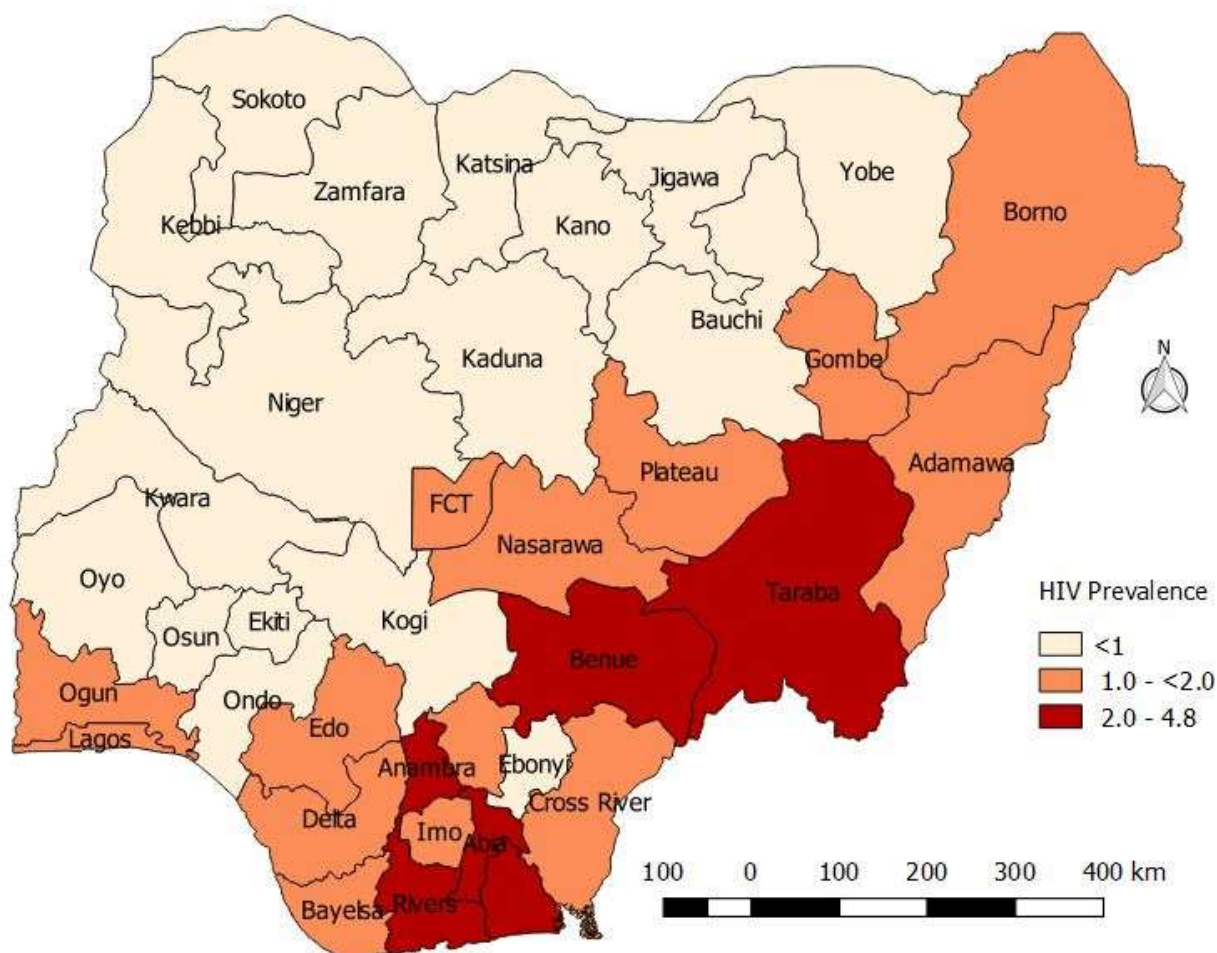 Sokoto
Katsina
Jigawa
Yobe
Zamfara
Kebbi
Kano
Borno
Bauchi
Kaduna
Gombe
Niger
N
Adamawa
Plateau
FCT
Kwara
Nasarawa
Oyo
Taraba
Ekiti
Osun
Kogi
Benue
Ogun
Ondo
Edo
Lagos
Anambra
Ebonyi
Cross River
Delta
Imo
Abia
Bayelsa
Rivers
HIV Prevalence
<1
1.0 - <2.0
2.0 - 4.8
100 0 100 200 300 400 km